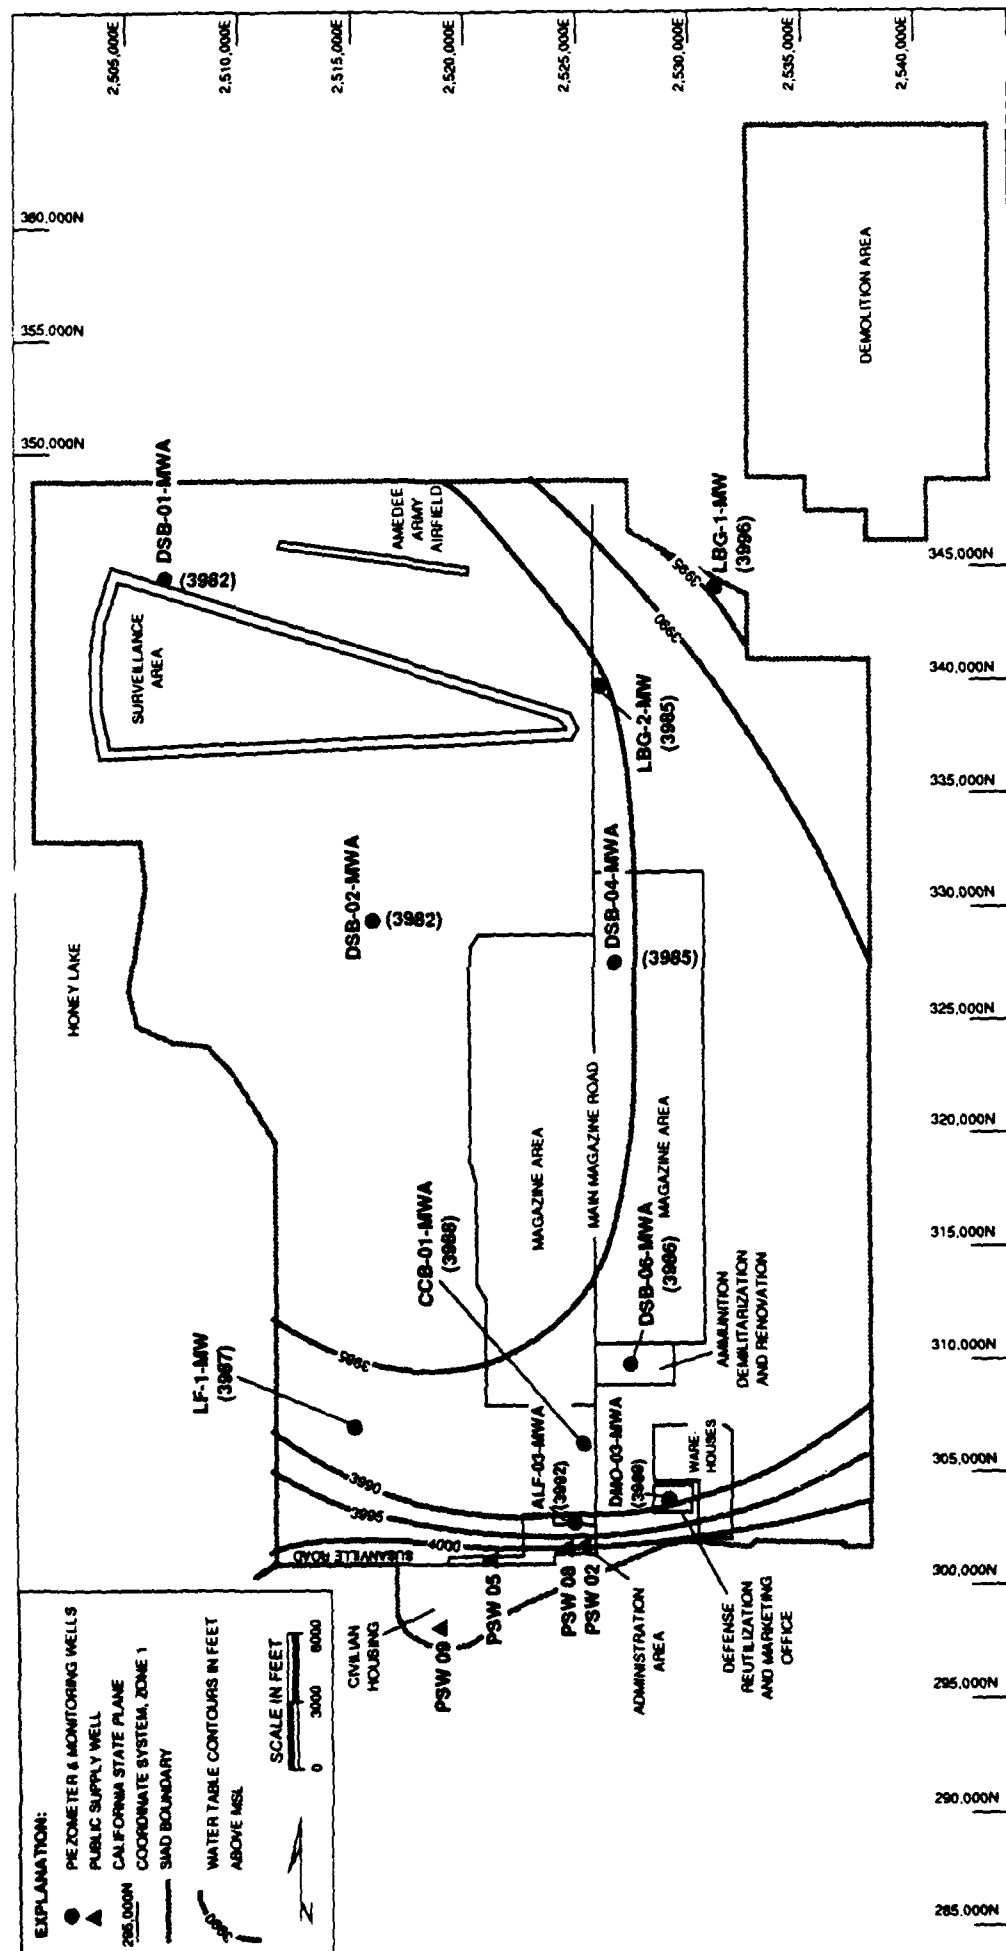 EXPLANATION:
PIEZOMETER & MONITORING WELLS
PUBLIC SUPPLY WELL
295,000N
CALIFORNIA STATE PLANE
COORDINATE SYSTEM, ZONE 1
SIAD BOUNDARY
3990
WATER TABLE CONTOURS IN FEET
ABOVE MSL
SCALE IN FEET
0
3000
6000
N
285,000N
290,000N
295,000N
300,000N
305,000N
310,000N
315,000N
320,000N
325,000N
330,000N
335,000N
340,000N
345,000N
350,000N
355,000N
360,000N
2,505,000E
2,510,000E
2,515,000E
2,520,000E
2,525,000E
2,530,000E
2,535,000E
2,540,000E
HONEY LAKE
SURVEILLANCE
AREA
DSB-01-MWA
(3982)
AMEDEE
ARMY
AIRFIELD
DSB-02-MWA
(3982)
LF-1-MW
(3987)
CCB-01-MWA
(3988)
MAGAZINE AREA
MAIN MAGAZINE ROAD
MAGAZINE AREA
DSB-04-MWA
(3985)
LBG-2-MW
(3985)
LBG-1-MW
(3996)
DSB-06-MWA
(3986)
AMMUNITION
DEMILITARIZATION
AND RENOVATION
ALF-03-MWA
(3992)
DMO-03-MWA
(3989)
WARE-
HOUSES
3985
3990
3995
4000
3990
3995
SUSANVILLE ROAD
CIVILIAN
HOUSING
PSW 09
PSW 05
PSW 08
PSW 02
ADMINISTRATION
AREA
DEFENSE
REUTILIZATION
AND MARKETING
OFFICE
DEMOLITION AREA